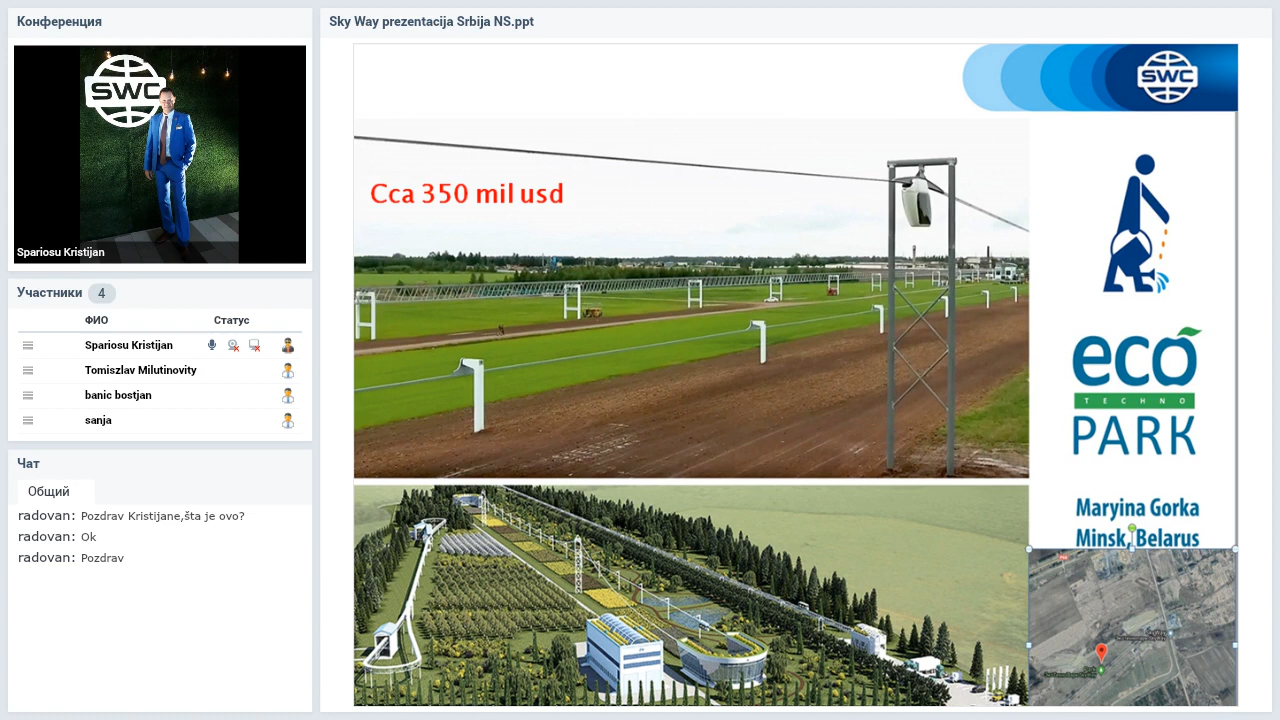 Конференция
SWC
Spariosu Kristijan
Участники 4
ФИО Статус
Spariosu Kristijan
Tomiszlav Milutinovity
banic bostjan
sanja
Чат
Общий
radovan: Pozdrav Kristijane,šta je ovo?
radovan: Ok
radovan: Pozdrav
Sky Way prezentacija Srbija NS.ppt
SWC
Cca 350 mil usd
eco
TECHNO
PARK
Maryina Gorka
Minsk, Belarus